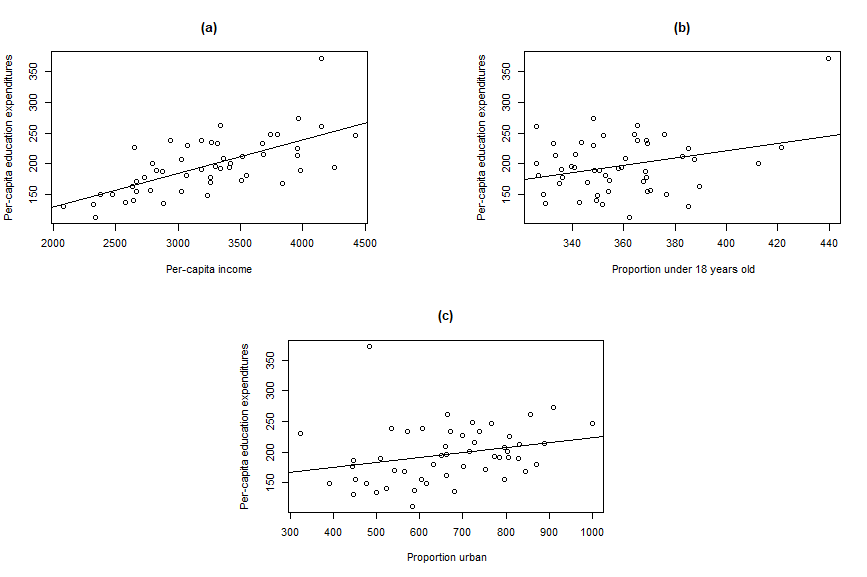 (a)
Per-capita education expenditures
350
300
250
200
150
2000 2500 3000 3500 4000 4500
Per-capita income
(b)
Per-capita education expenditures
350
300
250
200
150
340 360 380 400 420 440
Proportion under 18 years old
(c)
Per-capita education expenditures
350
300
250
200
150
300 400 500 600 700 800 900 1000
Proportion urban